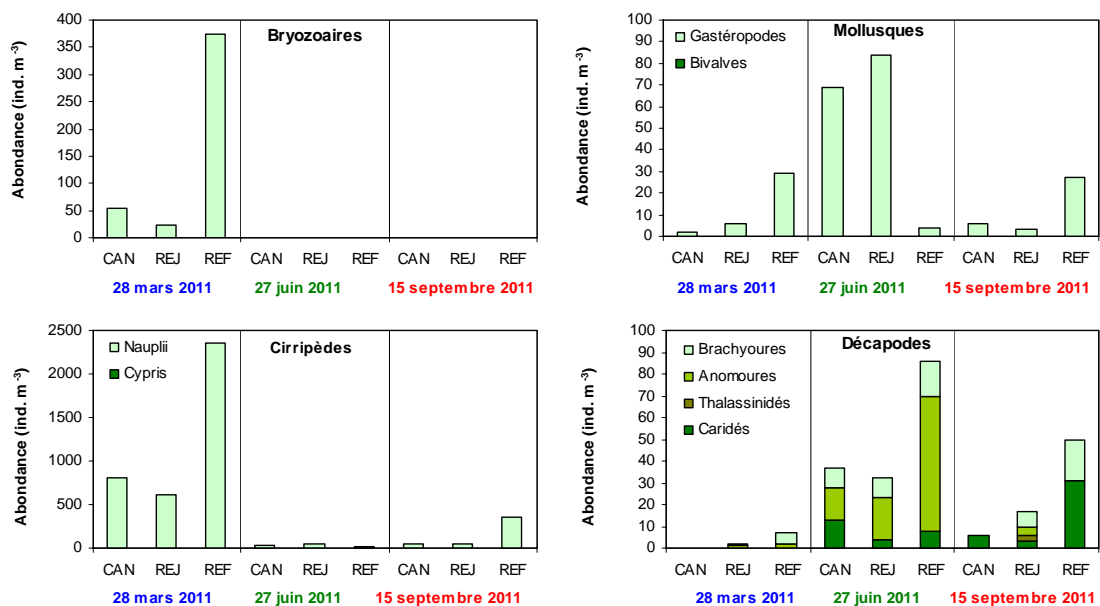 Bryozoaires
Abondance (ind. m⁻³)
400
350
300
250
200
150
100
50
0
CAN REJ REF CAN REJ REF CAN REJ REF
28 mars 2011 27 juin 2011 15 septembre 2011
Mollusques
Gastéropodes
Bivalves
Abondance (ind. m⁻³)
100
90
80
70
60
50
40
30
20
10
0
CAN REJ REF CAN REJ REF CAN REJ REF
28 mars 2011 27 juin 2011 15 septembre 2011
Cirripèdes
Nauplii
Cypris
Abondance (ind. m⁻³)
2500
2000
1500
1000
500
0
CAN REJ REF CAN REJ REF CAN REJ REF
28 mars 2011 27 juin 2011 15 septembre 2011
Décapodes
Brachyoures
Anomoures
Thalassinidés
Caridés
Abondance (ind. m⁻³)
100
90
80
70
60
50
40
30
20
10
0
CAN REJ REF CAN REJ REF CAN REJ REF
28 mars 2011 27 juin 2011 15 septembre 2011